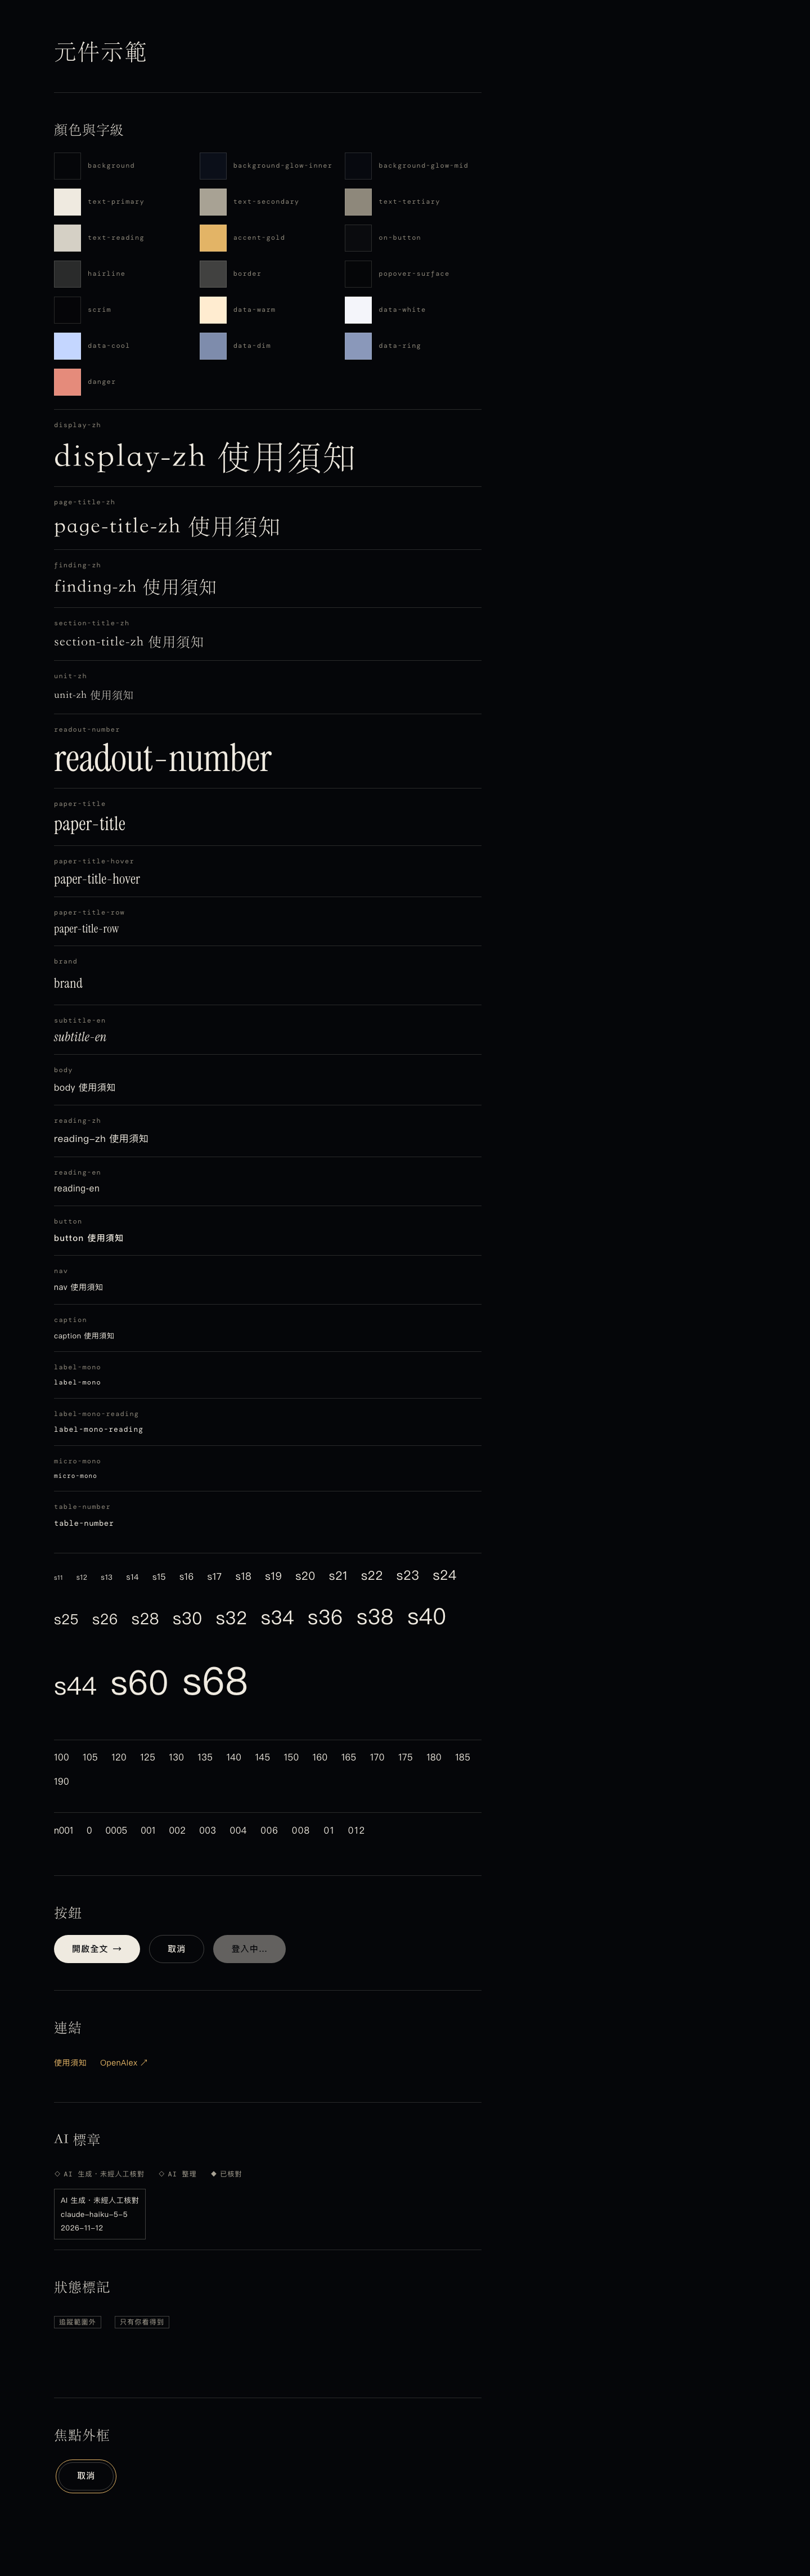 元件示範
顏色與字級
background
background-glow-inner
background-glow-mid
text-primary
text-secondary
text-tertiary
text-reading
accent-gold
on-button
hairline
border
popover-surface
scrim
data-warm
data-white
data-cool
data-dim
data-ring
danger
display-zh
display-zh 使用須知
page-title-zh
page-title-zh 使用須知
finding-zh
finding-zh 使用須知
section-title-zh
section-title-zh 使用須知
unit-zh
unit-zh 使用須知
readout-number
readout-number
paper-title
paper-title
paper-title-hover
paper-title-hover
paper-title-row
paper-title-row
brand
brand
subtitle-en
subtitle-en
body
body 使用須知
reading-zh
reading-zh 使用須知
reading-en
reading-en
button
button 使用須知
nav
nav 使用須知
caption
caption 使用須知
label-mono
label-mono
label-mono-reading
label-mono-reading
micro-mono
micro-mono
table-number
table-number
s11 s12 s13 s14 s15 s16 s17 s18 s19 s20 s21 s22 s23 s24
s25 s26 s28 s30 s32 s34 s36 s38 s40
s44 s60 s68
100 105 120 125 130 135 140 145 150 160 165 170 175 180 185
190
n001 0 0005 001 002 003 004 006 008 01 012
按鈕
開啟全文 →
取消
登入中…
連結
使用須知 OpenAlex ↗
AI 標章
◇ AI 生成・未經人工核對 ◇ AI 整理 ◆ 已核對
AI 生成・未經人工核對
claude-haiku-5-5
2026-11-12
狀態標記
追蹤範圍外 只有你看得到
焦點外框
取消